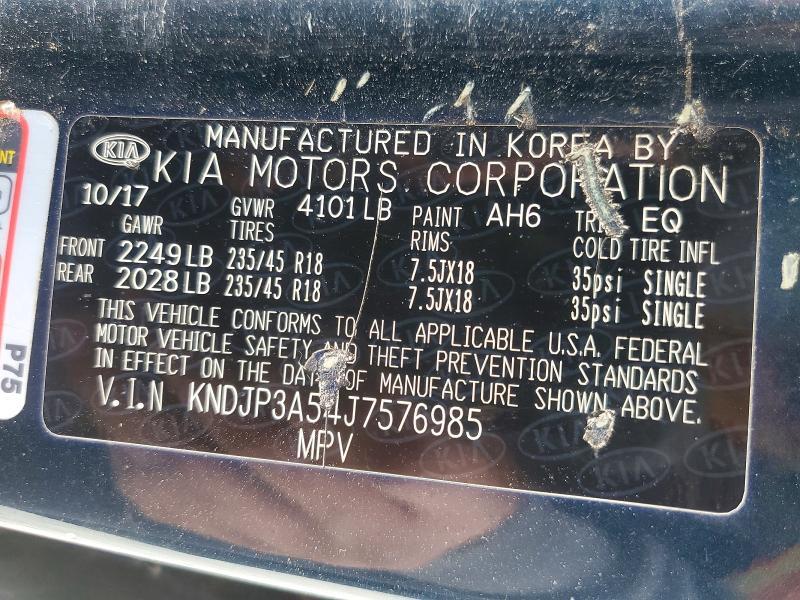 MANUFACTURED IN KOREA BY
KIA KIA MOTORS CORPORATION
10/17 GVWR 4101 LB PAINT AH6 TRIM EQ
GAWR TIRES RIMS COLD TIRE INFL
FRONT 2249 LB 235/45 R18 7.5JX18 35psi SINGLE
REAR 2028 LB 235/45 R18 7.5JX18 35psi SINGLE
THIS VEHICLE CONFORMS TO ALL APPLICABLE U.S.A. FEDERAL
MOTOR VEHICLE SAFETY AND THEFT PREVENTION STANDARDS
IN EFFECT ON THE DATE OF MANUFACTURE SHOWN ABOVE.
V.I.N KNDJP3A54J7576985
MPV
P75